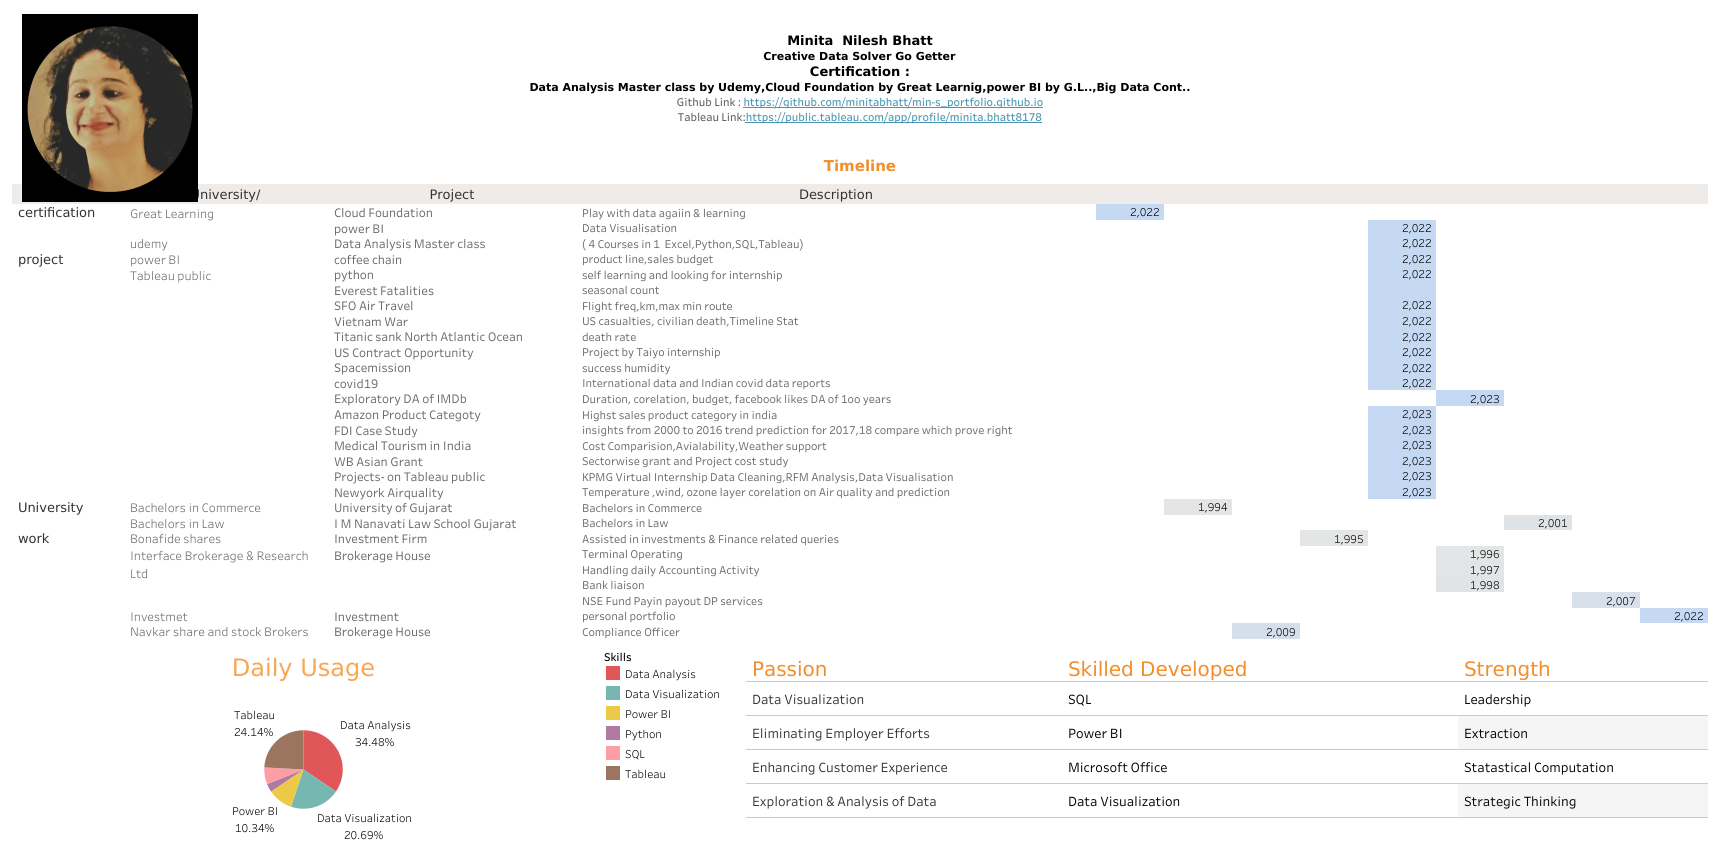 Minita  Nilesh Bhatt
Creative Data Solver Go Getter
Certification :
Data Analysis Master class by Udemy,Cloud Foundation by Great Learnig,power BI by G.L..,Big Data Cont..
Github Link : https://github.com/minitabhatt/min-s_portfolio.github.io
Tableau Link:https://public.tableau.com/app/profile/minita.bhatt8178
Timeline
University/ Project Description
certification Great Learning Cloud Foundation Play with data agaiin & learning 2,022
power BI Data Visualisation 2,022
udemy Data Analysis Master class ( 4 Courses in 1  Excel,Python,SQL,Tableau) 2,022
project power BI coffee chain product line,sales budget 2,022
Tableau public python self learning and looking for internship 2,022
Everest Fatalities seasonal count
SFO Air Travel Flight freq,km,max min route 2,022
Vietnam War US casualties, civilian death,Timeline Stat 2,022
Titanic sank North Atlantic Ocean death rate 2,022
US Contract Opportunity Project by Taiyo internship 2,022
Spacemission success humidity 2,022
covid19 International data and Indian covid data reports 2,022
Exploratory DA of IMDb Duration, corelation, budget, facebook likes DA of 1oo years 2,023
Amazon Product Categoty Highst sales product category in india 2,023
FDI Case Study insights from 2000 to 2016 trend prediction for 2017,18 compare which prove right 2,023
Medical Tourism in India Cost Comparision,Avialability,Weather support 2,023
WB Asian Grant Sectorwise grant and Project cost study 2,023
Projects- on Tableau public KPMG Virtual Internship Data Cleaning,RFM Analysis,Data Visualisation 2,023
Newyork Airquality Temperature ,wind, ozone layer corelation on Air quality and prediction 2,023
University Bachelors in Commerce University of Gujarat Bachelors in Commerce 1,994
Bachelors in Law I M Nanavati Law School Gujarat Bachelors in Law 2,001
work Bonafide shares Investment Firm Assisted in investments & Finance related queries 1,995
Interface Brokerage & Research Brokerage House Terminal Operating 1,996
Ltd Handling daily Accounting Activity 1,997
Bank liaison 1,998
NSE Fund Payin payout DP services 2,007
Investmet Investment personal portfolio 2,022
Navkar share and stock Brokers Brokerage House Compliance Officer 2,009
Daily Usage
Tableau
24.14%
Data Analysis
34.48%
Power BI
10.34%
Data Visualization
20.69%
Skills
Data Analysis
Data Visualization
Power BI
Python
SQL
Tableau
Passion Skilled Developed Strength
Data Visualization SQL Leadership
Eliminating Employer Efforts Power BI Extraction
Enhancing Customer Experience Microsoft Office Statastical Computation
Exploration & Analysis of Data Data Visualization Strategic Thinking